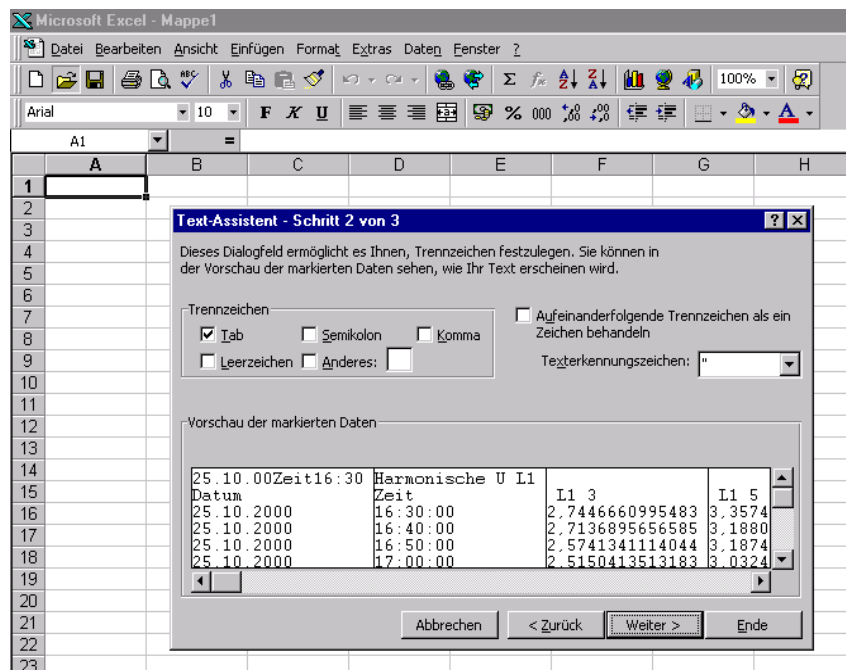 Microsoft Excel - Mappe1
Datei Bearbeiten Ansicht Einfügen Format Extras Daten Fenster ?
ABC Σ fx A Z Z A 100%
Arial 10 F K U % 000
A1 =
A B C D E F G H
1
2
Text-Assistent - Schritt 2 von 3
3
4
Dieses Dialogfeld ermöglicht es Ihnen, Trennzeichen festzulegen. Sie können in
5
der Vorschau der markierten Daten sehen, wie Ihr Text erscheinen wird.
6
7
Trennzeichen
Aufeinanderfolgende Trennzeichen als ein
Zeichen behandeln
8
Tab Semikolon Komma
9
Leerzeichen Anderes:
Texterkennungszeichen: "
10
11
12
Vorschau der markierten Daten
13
14
25.10.00Zeit16:30 Harmonische U L1
15
Datum Zeit L1 3 L1 5
16
25.10.2000 16:30:00 2,7446660995483 3,3574
17
25.10.2000 16:40:00 2,7136895656585 3,1880
25.10.2000 16:50:00 2,5741341114044 3,1874
18
25.10.2000 17:00:00 2,5150413513183 3,0324
19
20
21
Abbrechen < Zurück Weiter > Ende
22
23